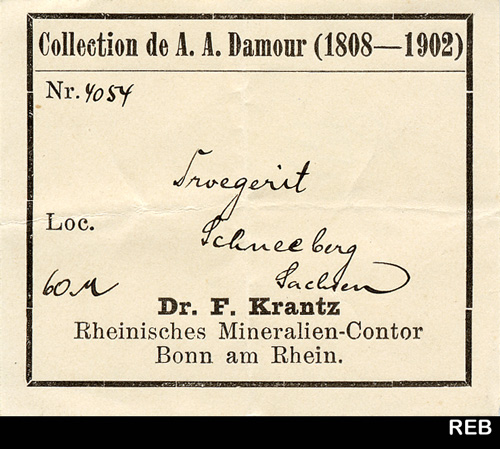 Collection de A. A. Damour (1808—1902)
Nr. 4054
Troegerit
Loc.
Schneeberg
Sachsen
60 M
Dr. F. Krantz
Rheinisches Mineralien-Contor
Bonn am Rhein.
REB